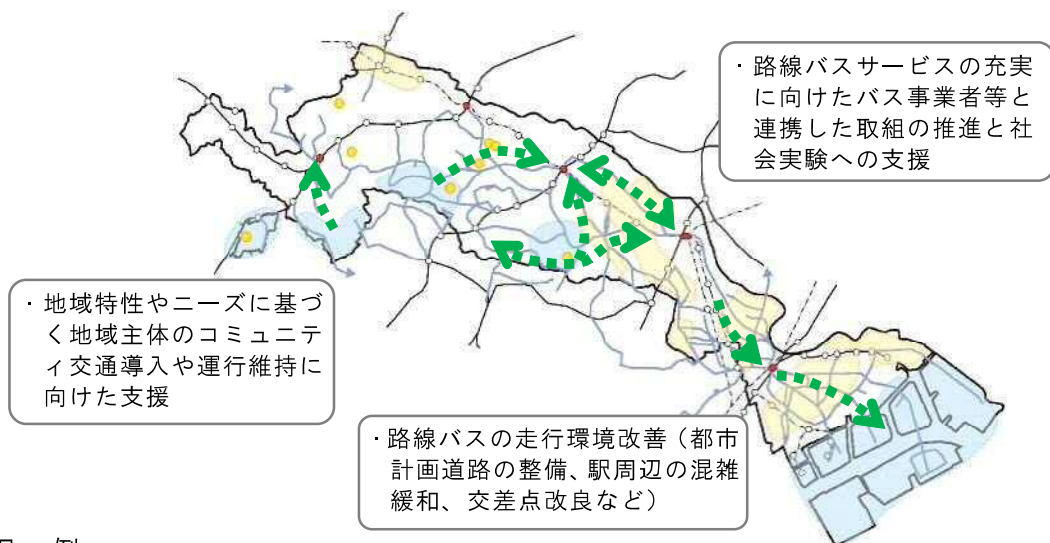 ・路線バスサービスの充実
に向けたバス事業者等と
連携した取組の推進と社
会実験への支援
・地域特性やニーズに基づ
く地域主体のコミュニテ
ィ交通導入や運行維持に
向けた支援
・路線バスの走行環境改善（都市
計画道路の整備、駅周辺の混雑
緩和、交差点改良など）